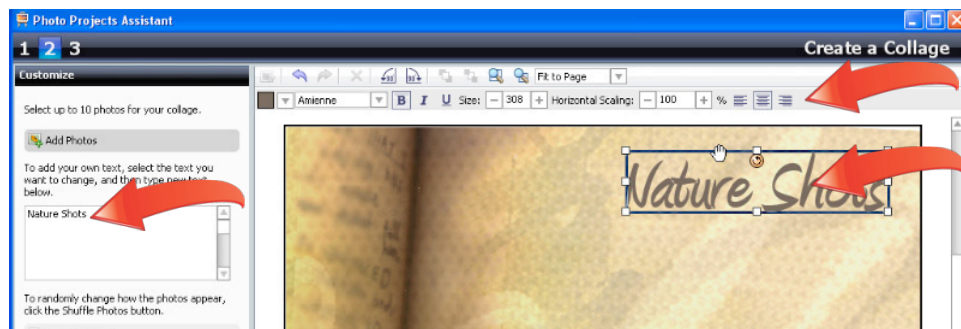 Photo Projects Assistant
1 2 3
Create a Collage
Customize
Select up to 10 photos for your collage.
Add Photos
To add your own text, select the text you
want to change, and then type new text
below.
Nature Shots
To randomly change how the photos appear,
click the Shuffle Photos button.
Fit to Page
Amienne B I U Size: − 308 + Horizontal Scaling: − 100 + %
Nature Shots